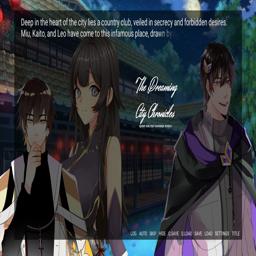 Deep in the heart of the city lies a country club, veiled in secrecy and forbidden desires.
Miu, Kaito, and Leo have come to this infamous place, drawn by
The Dreaming
City Chronicles
LOG AUTO SKIP HIDE Q.SAVE Q.LOAD SAVE LOAD SETTINGS TITLE